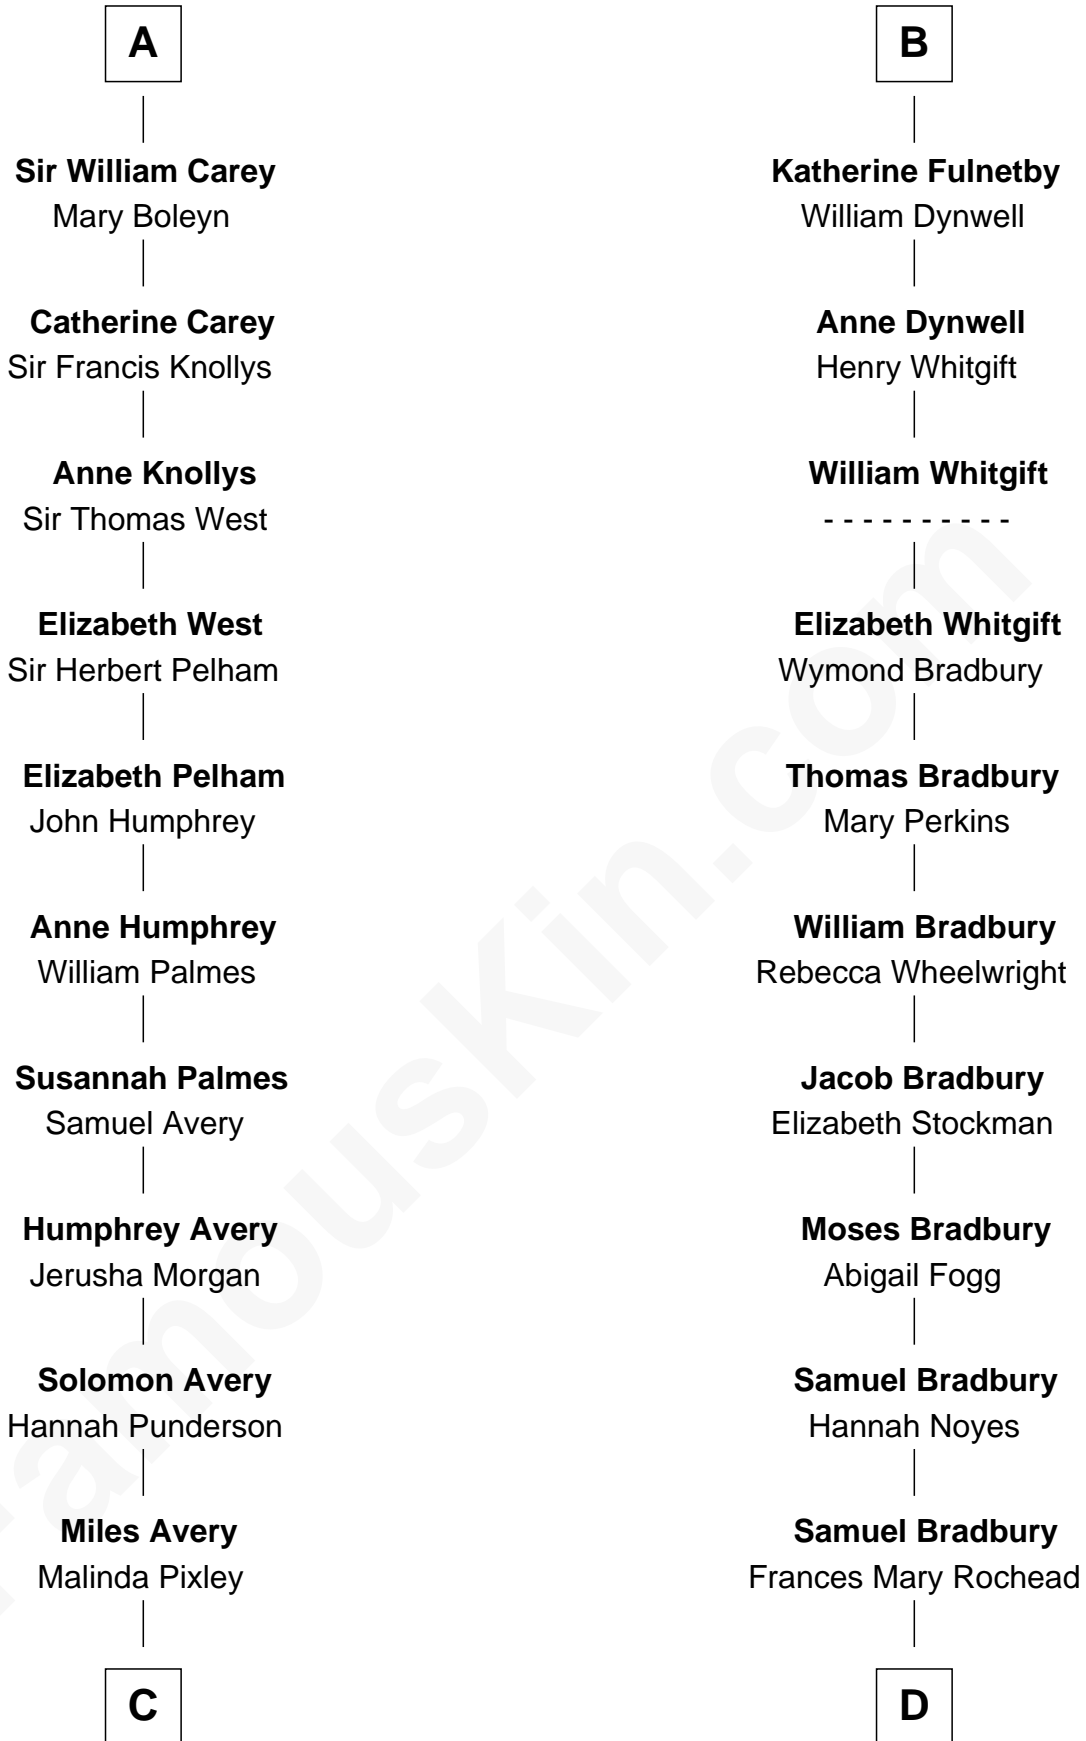 A
Sir William Carey
Mary Boleyn
Catherine Carey
Sir Francis Knollys
Anne Knollys
Sir Thomas West
Elizabeth West
Sir Herbert Pelham
Elizabeth Pelham
John Humphrey
Anne Humphrey
William Palmes
Susannah Palmes
Samuel Avery
Humphrey Avery
Jerusha Morgan
Solomon Avery
Hannah Punderson
Miles Avery
Malinda Pixley
C
B
Katherine Fulnetby
William Dynwell
Anne Dynwell
Henry Whitgift
William Whitgift
- - - - - - - - - -
Elizabeth Whitgift
Wymond Bradbury
Thomas Bradbury
Mary Perkins
William Bradbury
Rebecca Wheelwright
Jacob Bradbury
Elizabeth Stockman
Moses Bradbury
Abigail Fogg
Samuel Bradbury
Hannah Noyes
Samuel Bradbury
Frances Mary Rochead
D
FamousKin.com